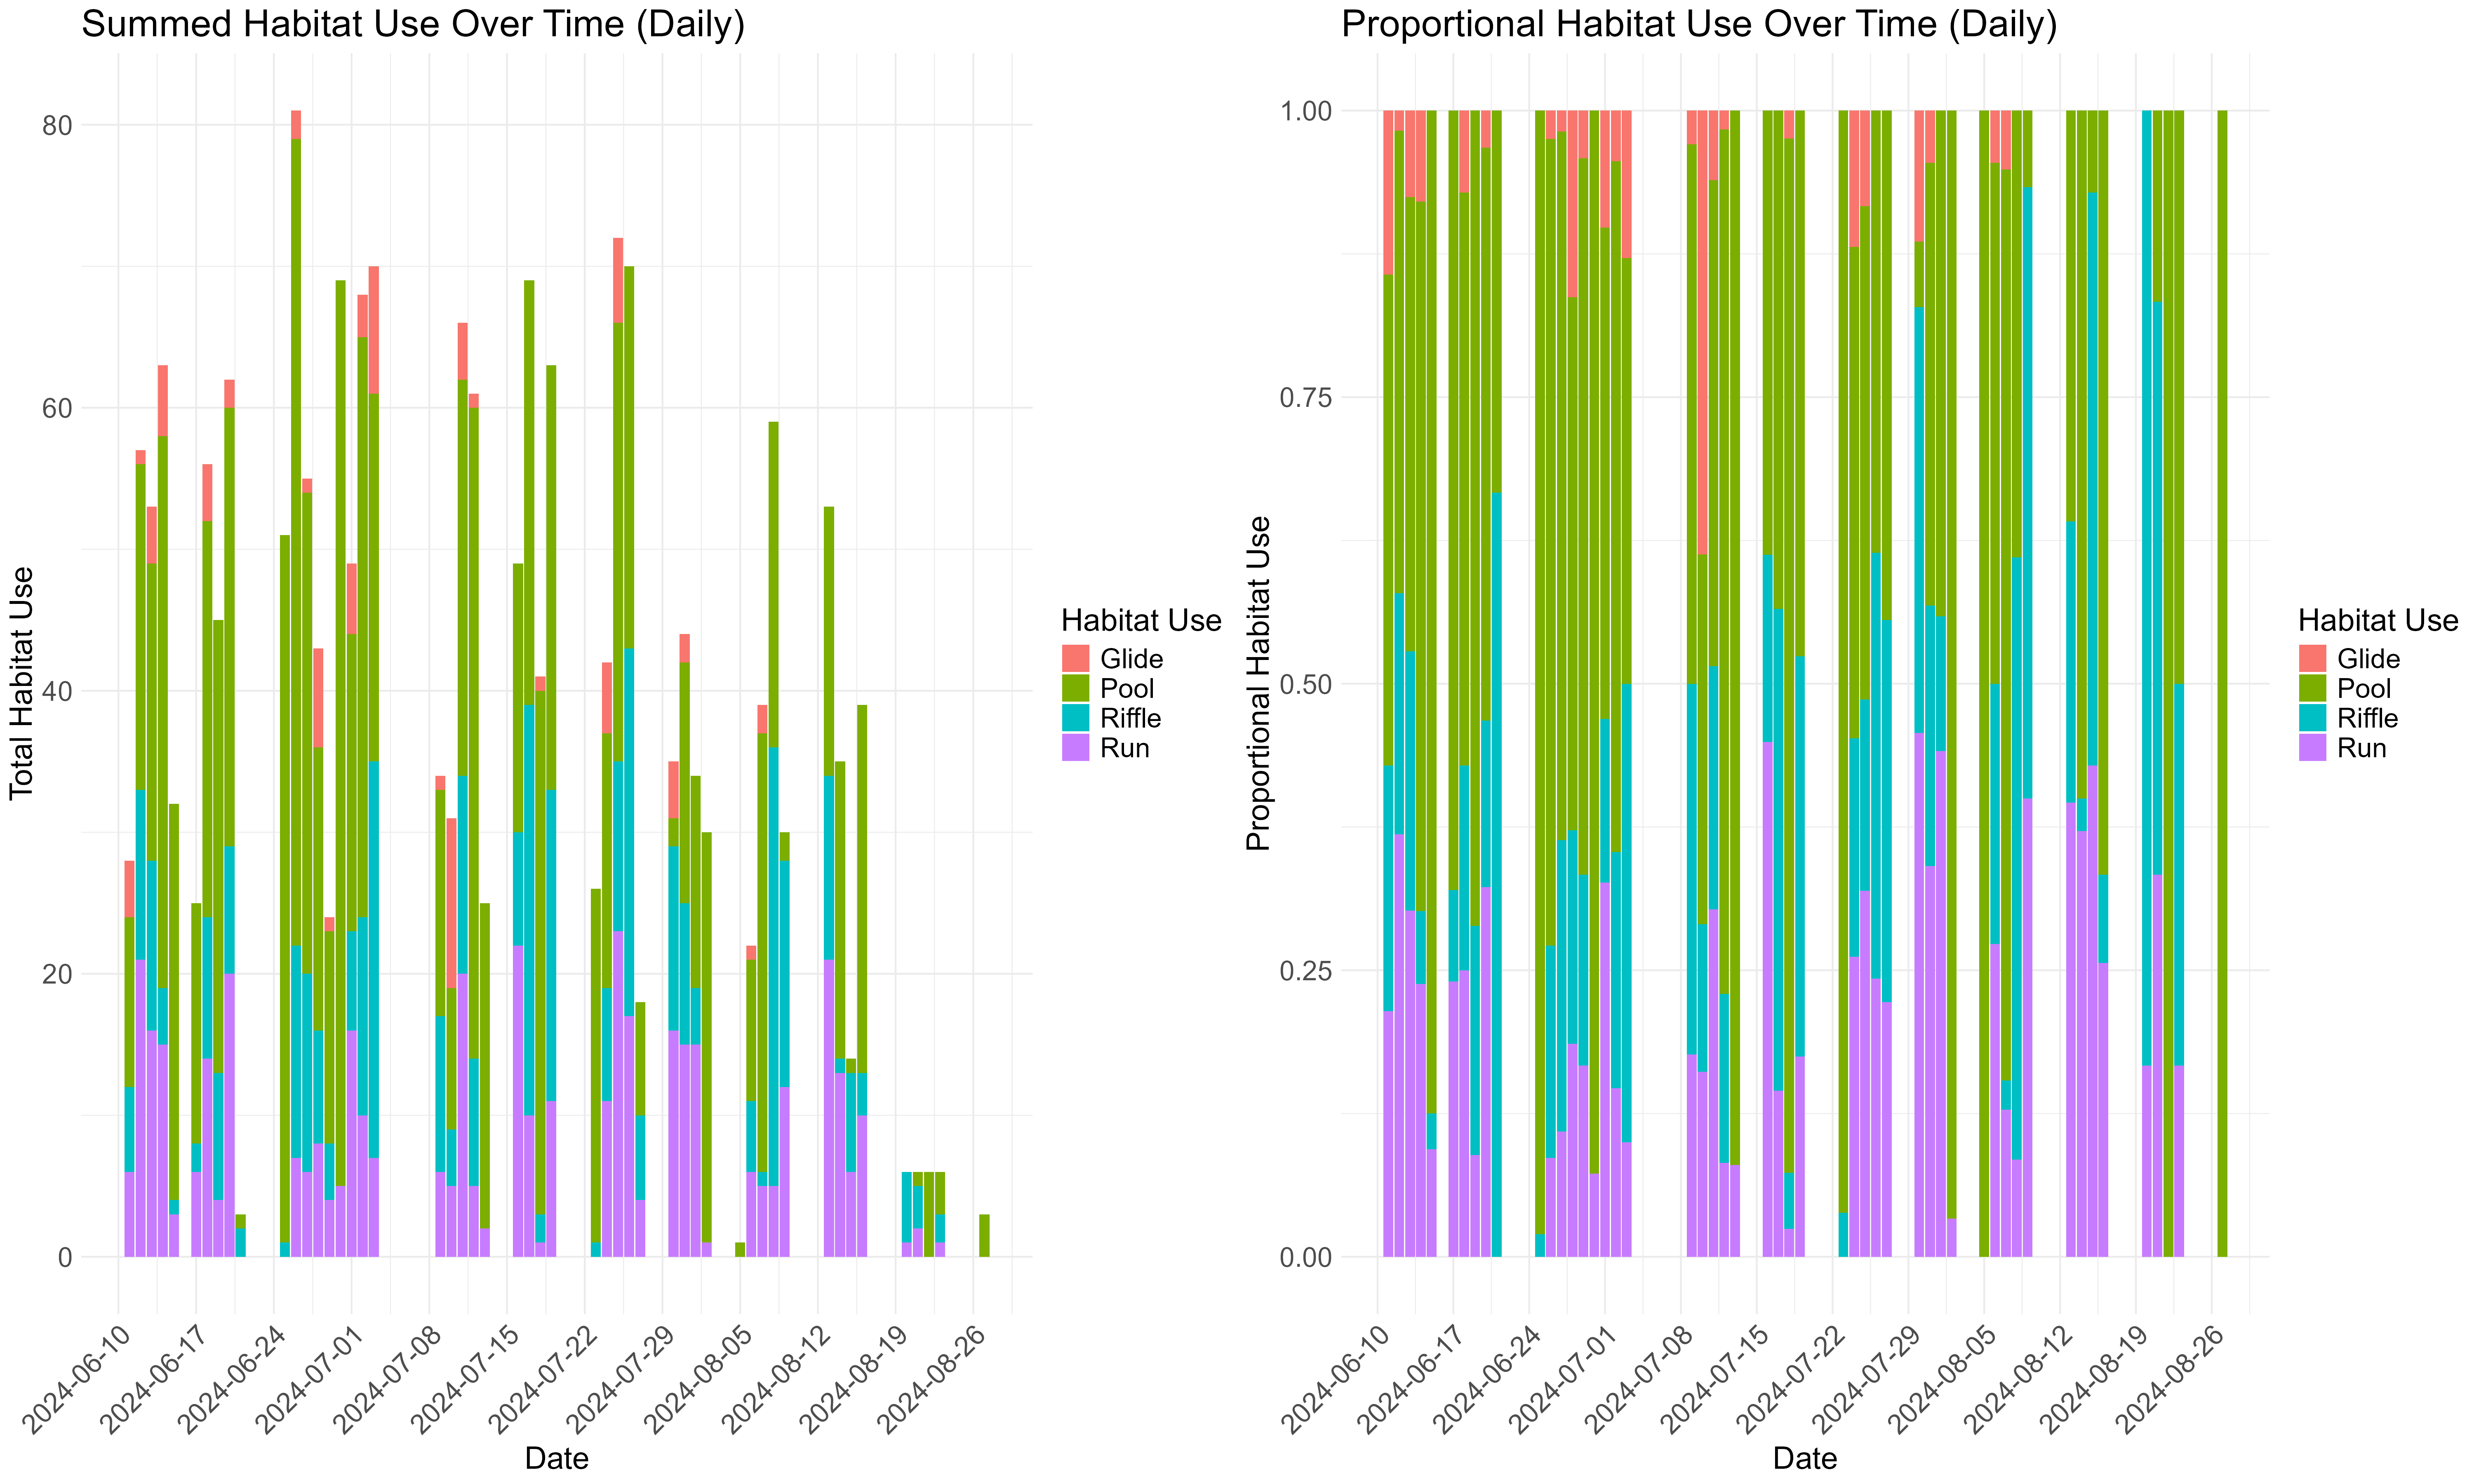 Summed Habitat Use Over Time (Daily)
Total Habitat Use
80
60
40
20
0
2024-06-10
2024-06-17
2024-06-24
2024-07-01
2024-07-08
2024-07-15
2024-07-22
2024-07-29
2024-08-05
2024-08-12
2024-08-19
2024-08-26
Date
Habitat Use
Glide
Pool
Riffle
Run
Proportional Habitat Use Over Time (Daily)
Proportional Habitat Use
1.00
0.75
0.50
0.25
0.00
2024-06-10
2024-06-17
2024-06-24
2024-07-01
2024-07-08
2024-07-15
2024-07-22
2024-07-29
2024-08-05
2024-08-12
2024-08-19
2024-08-26
Date
Habitat Use
Glide
Pool
Riffle
Run